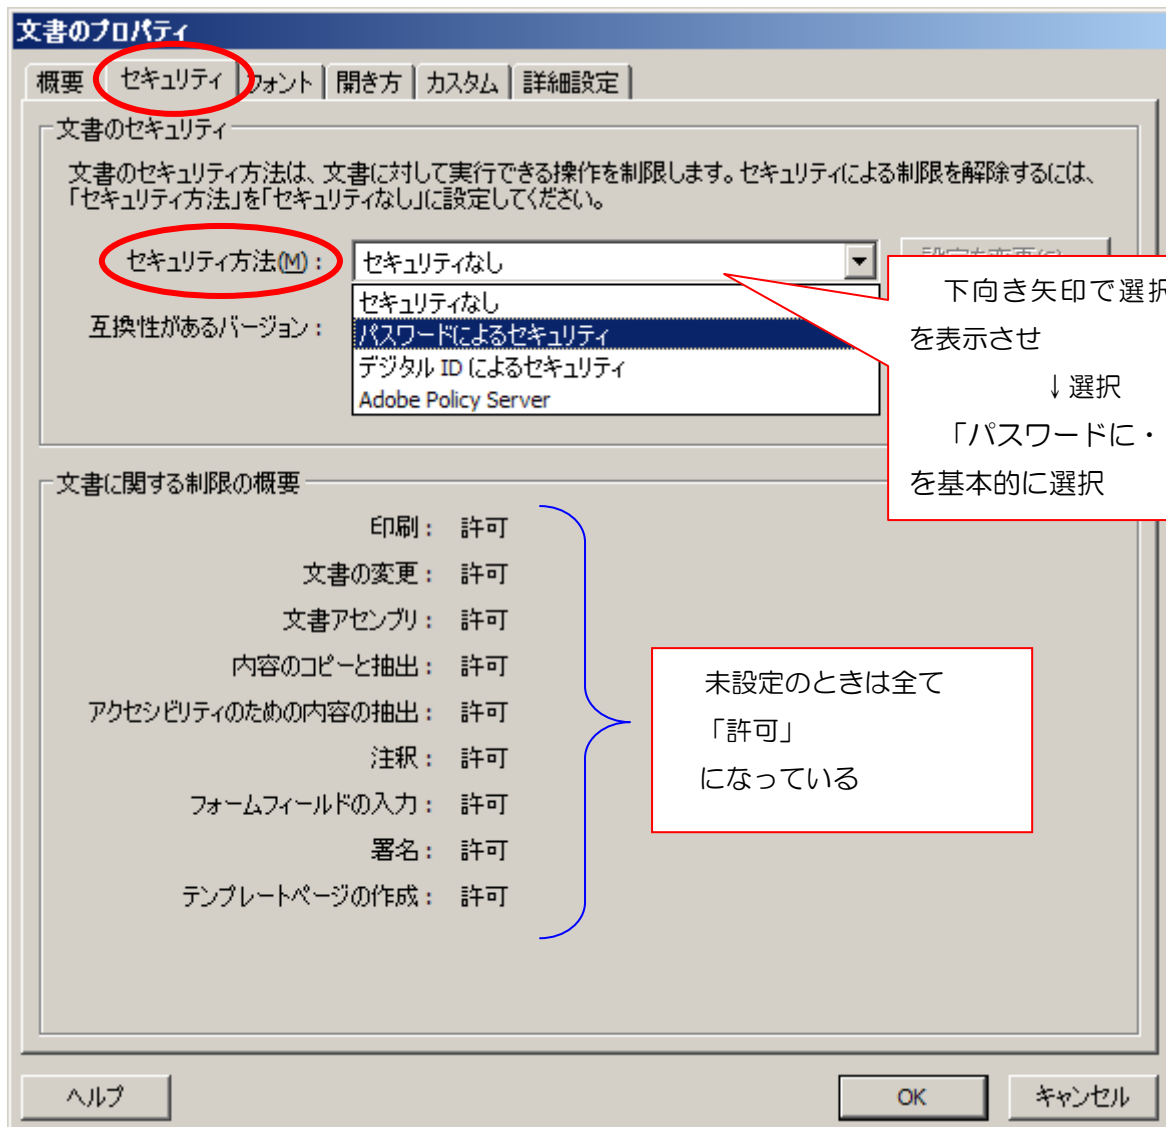 文書のプロパティ
概要 セキュリティ フォント 開き方 カスタム 詳細設定
文書のセキュリティ
文書のセキュリティ方法は、文書に対して実行できる操作を制限します。セキュリティによる制限を解除するには、
「セキュリティ方法」を「セキュリティなし」に設定してください。
セキュリティ方法(M): セキュリティなし
セキュリティなし
互換性があるバージョン: パスワードによるセキュリティ
デジタル ID によるセキュリティ
Adobe Policy Server
下向き矢印で選択
を表示させ
↓選択
「パスワードに・
を基本的に選択
文書に関する制限の概要
印刷: 許可
文書の変更: 許可
文書アセンブリ: 許可
内容のコピーと抽出: 許可
アクセシビリティのための内容の抽出: 許可
注釈: 許可
フォームフィールドの入力: 許可
署名: 許可
テンプレートページの作成: 許可
未設定のときは全て
「許可」
になっている
ヘルプ OK キャンセル